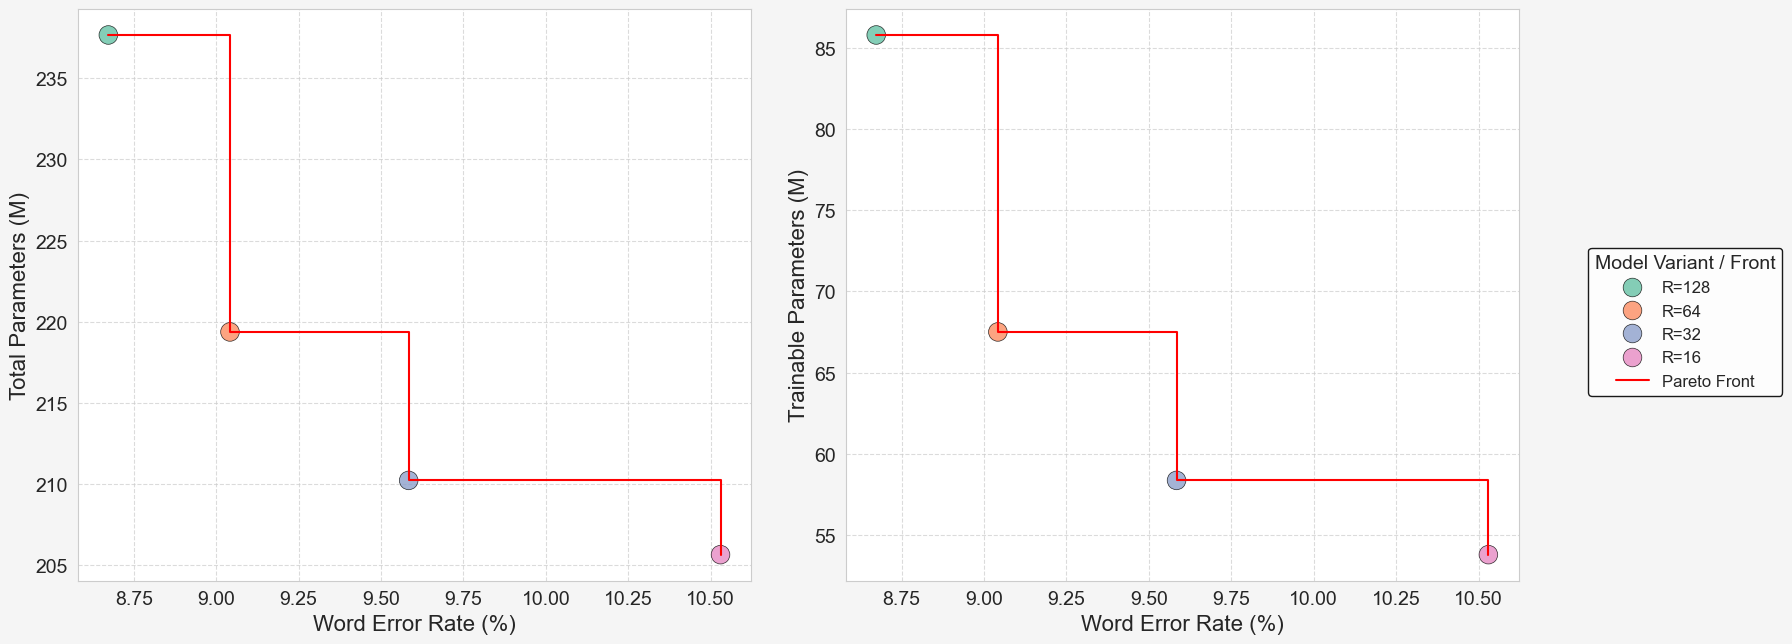 Total Parameters (M)
235
230
225
220
215
210
205
8.75 9.00 9.25 9.50 9.75 10.00 10.25 10.50
Word Error Rate (%)
Trainable Parameters (M)
85
80
75
70
65
60
55
8.75 9.00 9.25 9.50 9.75 10.00 10.25 10.50
Word Error Rate (%)
Model Variant / Front
R=128
R=64
R=32
R=16
Pareto Front